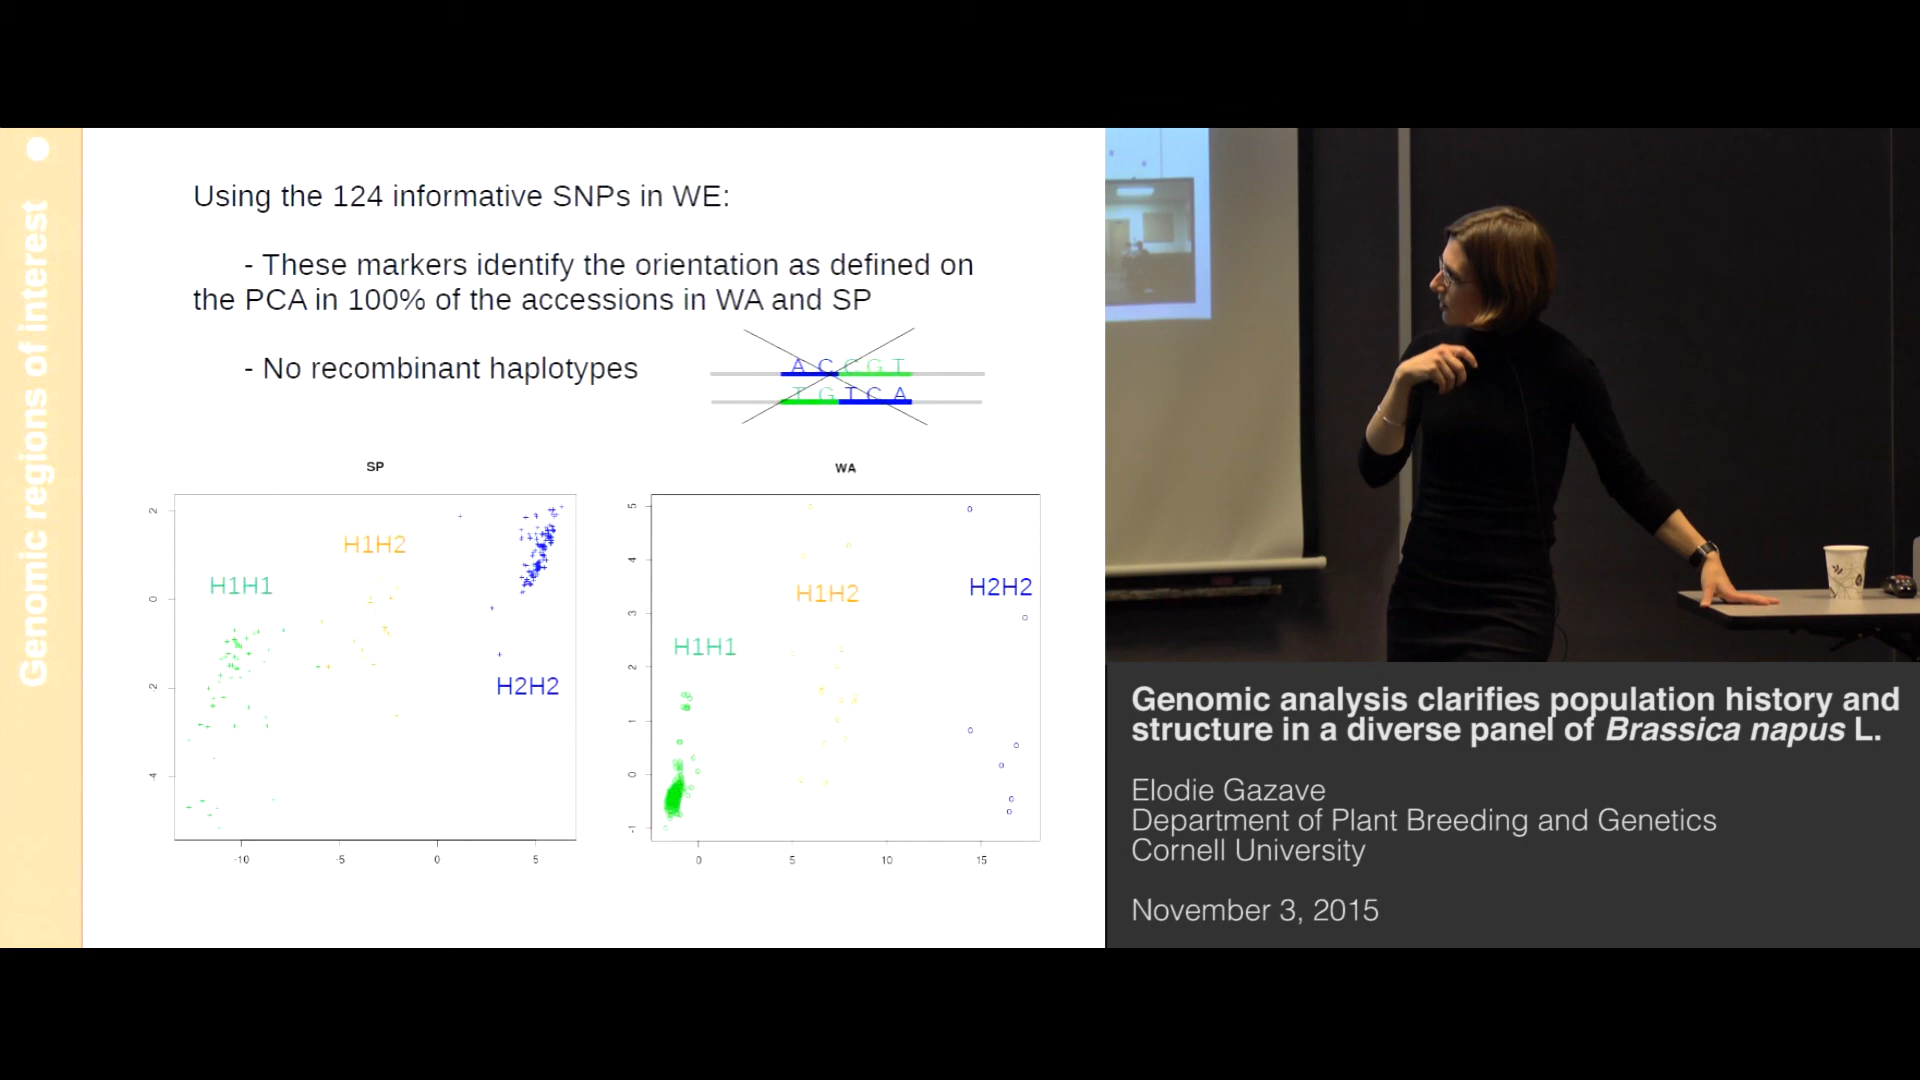 Genomic regions of interest
Using the 124 informative SNPs in WE:
- These markers identify the orientation as defined on
the PCA in 100% of the accessions in WA and SP
- No recombinant haplotypes
A C C G T
T G T C A
SP
2
0
2
-4
-10
-5
0
5
H1H1
H1H2
H2H2
WA
5
4
3
2
1
0
-1
0
5
10
15
H1H1
H1H2
H2H2
Genomic analysis clarifies population history and
structure in a diverse panel of Brassica napus L.
Elodie Gazave
Department of Plant Breeding and Genetics
Cornell University
November 3, 2015